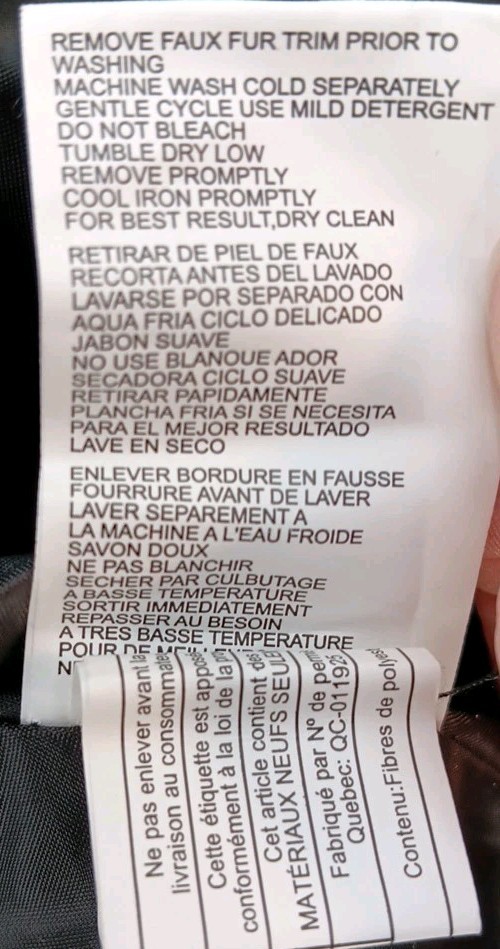 REMOVE FAUX FUR TRIM PRIOR TO
WASHING
MACHINE WASH COLD SEPARATELY
GENTLE CYCLE USE MILD DETERGENT
DO NOT BLEACH
TUMBLE DRY LOW
REMOVE PROMPTLY
COOL IRON PROMPTLY
FOR BEST RESULT,DRY CLEAN
RETIRAR DE PIEL DE FAUX
RECORTA ANTES DEL LAVADO
LAVARSE POR SEPARADO CON
AQUA FRIA CICLO DELICADO
JABON SUAVE
NO USE BLANOUE ADOR
SECADORA CICLO SUAVE
RETIRAR PAPIDAMENTE
PLANCHA FRIA SI SE NECESITA
PARA EL MEJOR RESULTADO
LAVE EN SECO
ENLEVER BORDURE EN FAUSSE
FOURRURE AVANT DE LAVER
LAVER SEPAREMENT A
LA MACHINE A L'EAU FROIDE
SAVON DOUX
NE PAS BLANCHIR
SECHER PAR CULBUTAGE
A BASSE TEMPERATURE
SORTIR IMMEDIATEMENT
REPASSER AU BESOIN
A TRES BASSE TEMPERATURE
POUR DE
Ne pas enlever avant la
livraison au consommate
Cette étiquette est appos
conformément à la loi de la p
Cet article contient des
MATÉRIAUX NEUFS SEULE
Fabriqué par Nº de perm
Quebec: QC-011925
Contenu:Fibres de polyes